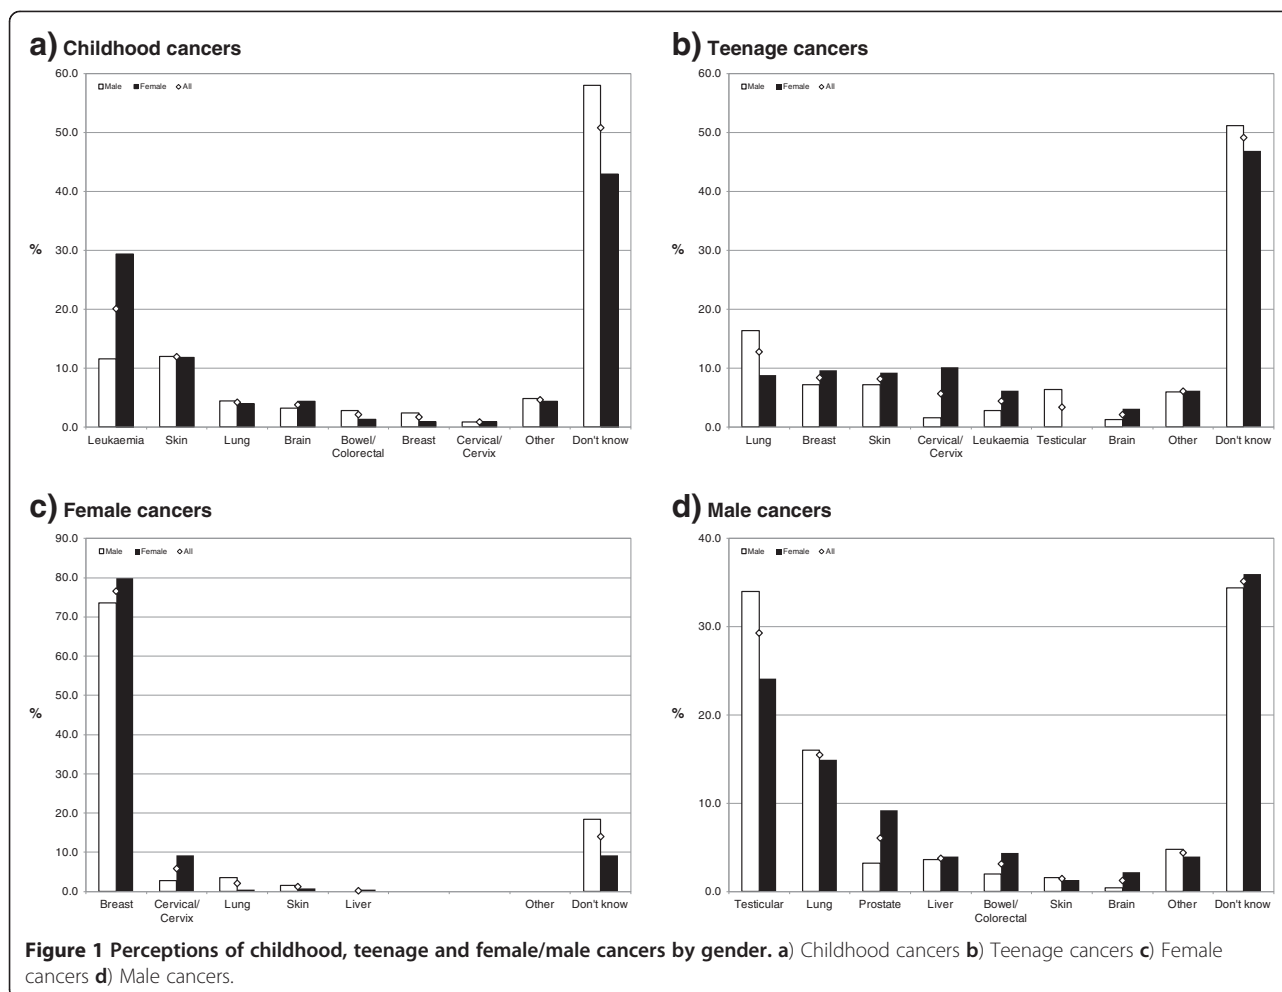 a) Childhood cancers
60.0
50.0
40.0
30.0
20.0
10.0
0.0
%
Male Female All
Leukaemia Skin Lung Brain Bowel/ Breast Cervical/ Other Don't know
Colorectal Cervix
b) Teenage cancers
60.0
50.0
40.0
30.0
20.0
10.0
0.0
%
Male Female All
Lung Breast Skin Cervical/ Leukaemia Testicular Brain Other Don't know
Cervix
c) Female cancers
90.0
80.0
70.0
60.0
50.0
40.0
30.0
20.0
10.0
0.0
%
Male Female All
Breast Cervical/ Lung Skin Liver Other Don't know
Cervix
d) Male cancers
40.0
30.0
20.0
10.0
0.0
%
Male Female All
Testicular Lung Prostate Liver Bowel/ Skin Brain Other Don't know
Colorectal
Figure 1 Perceptions of childhood, teenage and female/male cancers by gender. a) Childhood cancers b) Teenage cancers c) Female
cancers d) Male cancers.